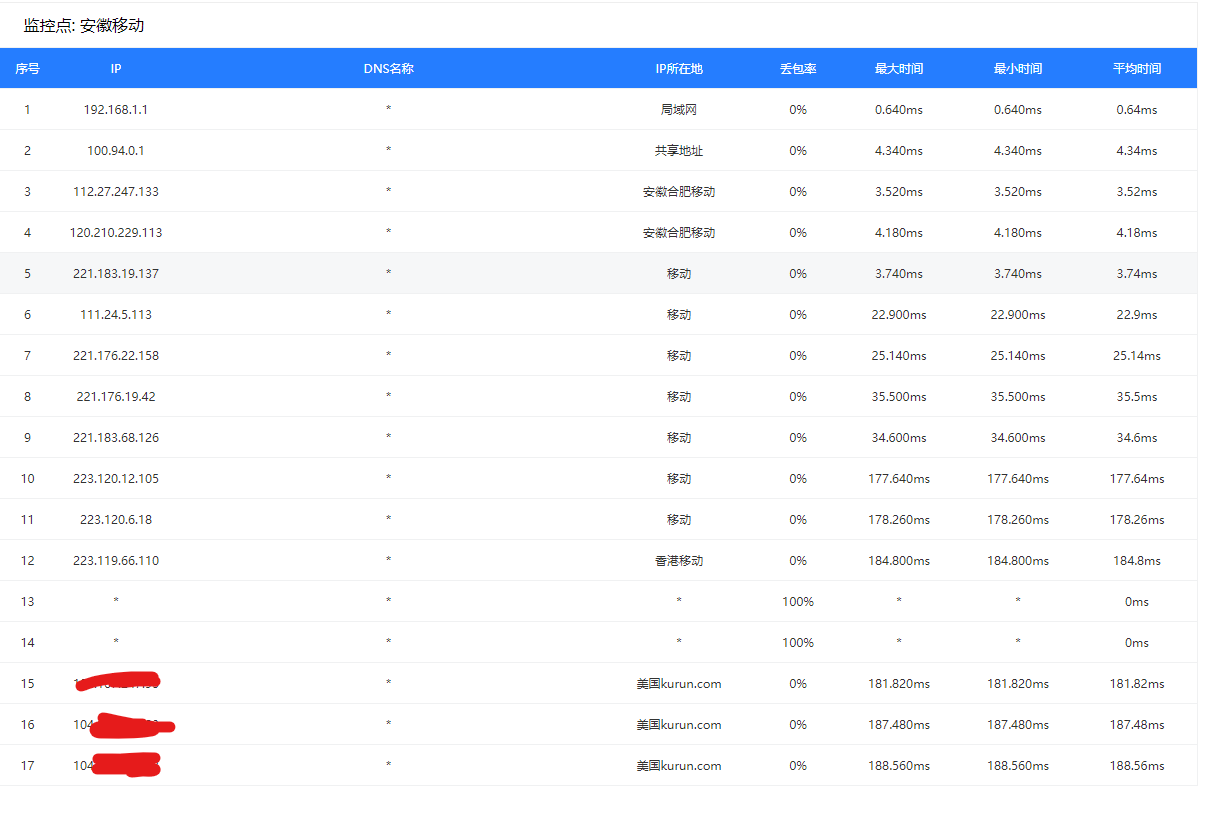 监控点: 安徽移动
序号 IP DNS名称 IP所在地 丢包率 最大时间 最小时间 平均时间
1 192.168.1.1 * 局域网 0% 0.640ms 0.640ms 0.64ms
2 100.94.0.1 * 共享地址 0% 4.340ms 4.340ms 4.34ms
3 112.27.247.133 * 安徽合肥移动 0% 3.520ms 3.520ms 3.52ms
4 120.210.229.113 * 安徽合肥移动 0% 4.180ms 4.180ms 4.18ms
5 221.183.19.137 * 移动 0% 3.740ms 3.740ms 3.74ms
6 111.24.5.113 * 移动 0% 22.900ms 22.900ms 22.9ms
7 221.176.22.158 * 移动 0% 25.140ms 25.140ms 25.14ms
8 221.176.19.42 * 移动 0% 35.500ms 35.500ms 35.5ms
9 221.183.68.126 * 移动 0% 34.600ms 34.600ms 34.6ms
10 223.120.12.105 * 移动 0% 177.640ms 177.640ms 177.64ms
11 223.120.6.18 * 移动 0% 178.260ms 178.260ms 178.26ms
12 223.119.66.110 * 香港移动 0% 184.800ms 184.800ms 184.8ms
13 * * * 100% * * 0ms
14 * * * 100% * * 0ms
15 * 美国kurun.com 0% 181.820ms 181.820ms 181.82ms
16 104 * 美国kurun.com 0% 187.480ms 187.480ms 187.48ms
17 104 * 美国kurun.com 0% 188.560ms 188.560ms 188.56ms